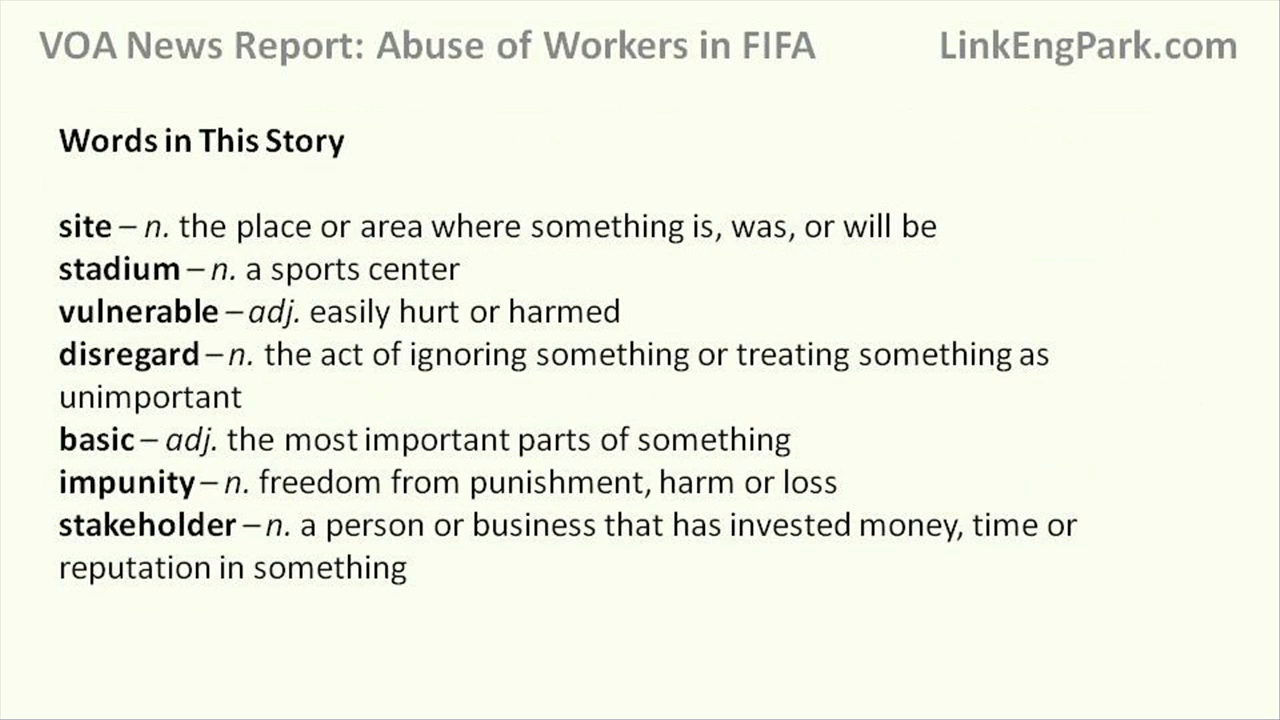 VOA News Report: Abuse of Workers in FIFA LinkEngPark.com
Words in This Story
site – n. the place or area where something is, was, or will be
stadium – n. a sports center
vulnerable – adj. easily hurt or harmed
disregard – n. the act of ignoring something or treating something as
unimportant
basic – adj. the most important parts of something
impunity – n. freedom from punishment, harm or loss
stakeholder – n. a person or business that has invested money, time or
reputation in something